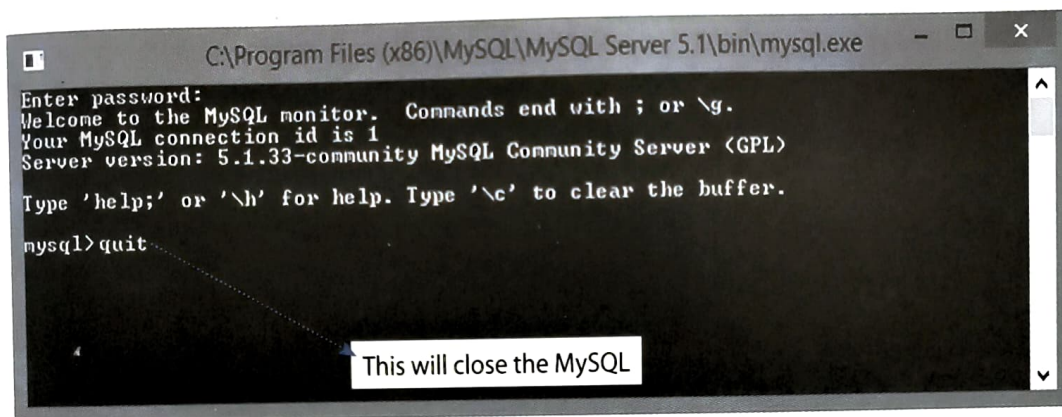 C:\Program Files (x86)\MySQL\MySQL Server 5.1\bin\mysql.exe
Enter password:
Welcome to the MySQL monitor. Commands end with ; or \g.
Your MySQL connection id is 1
Server version: 5.1.33-community MySQL Community Server (GPL)
Type 'help;' or '\h' for help. Type '\c' to clear the buffer.
mysql>quit
This will close the MySQL